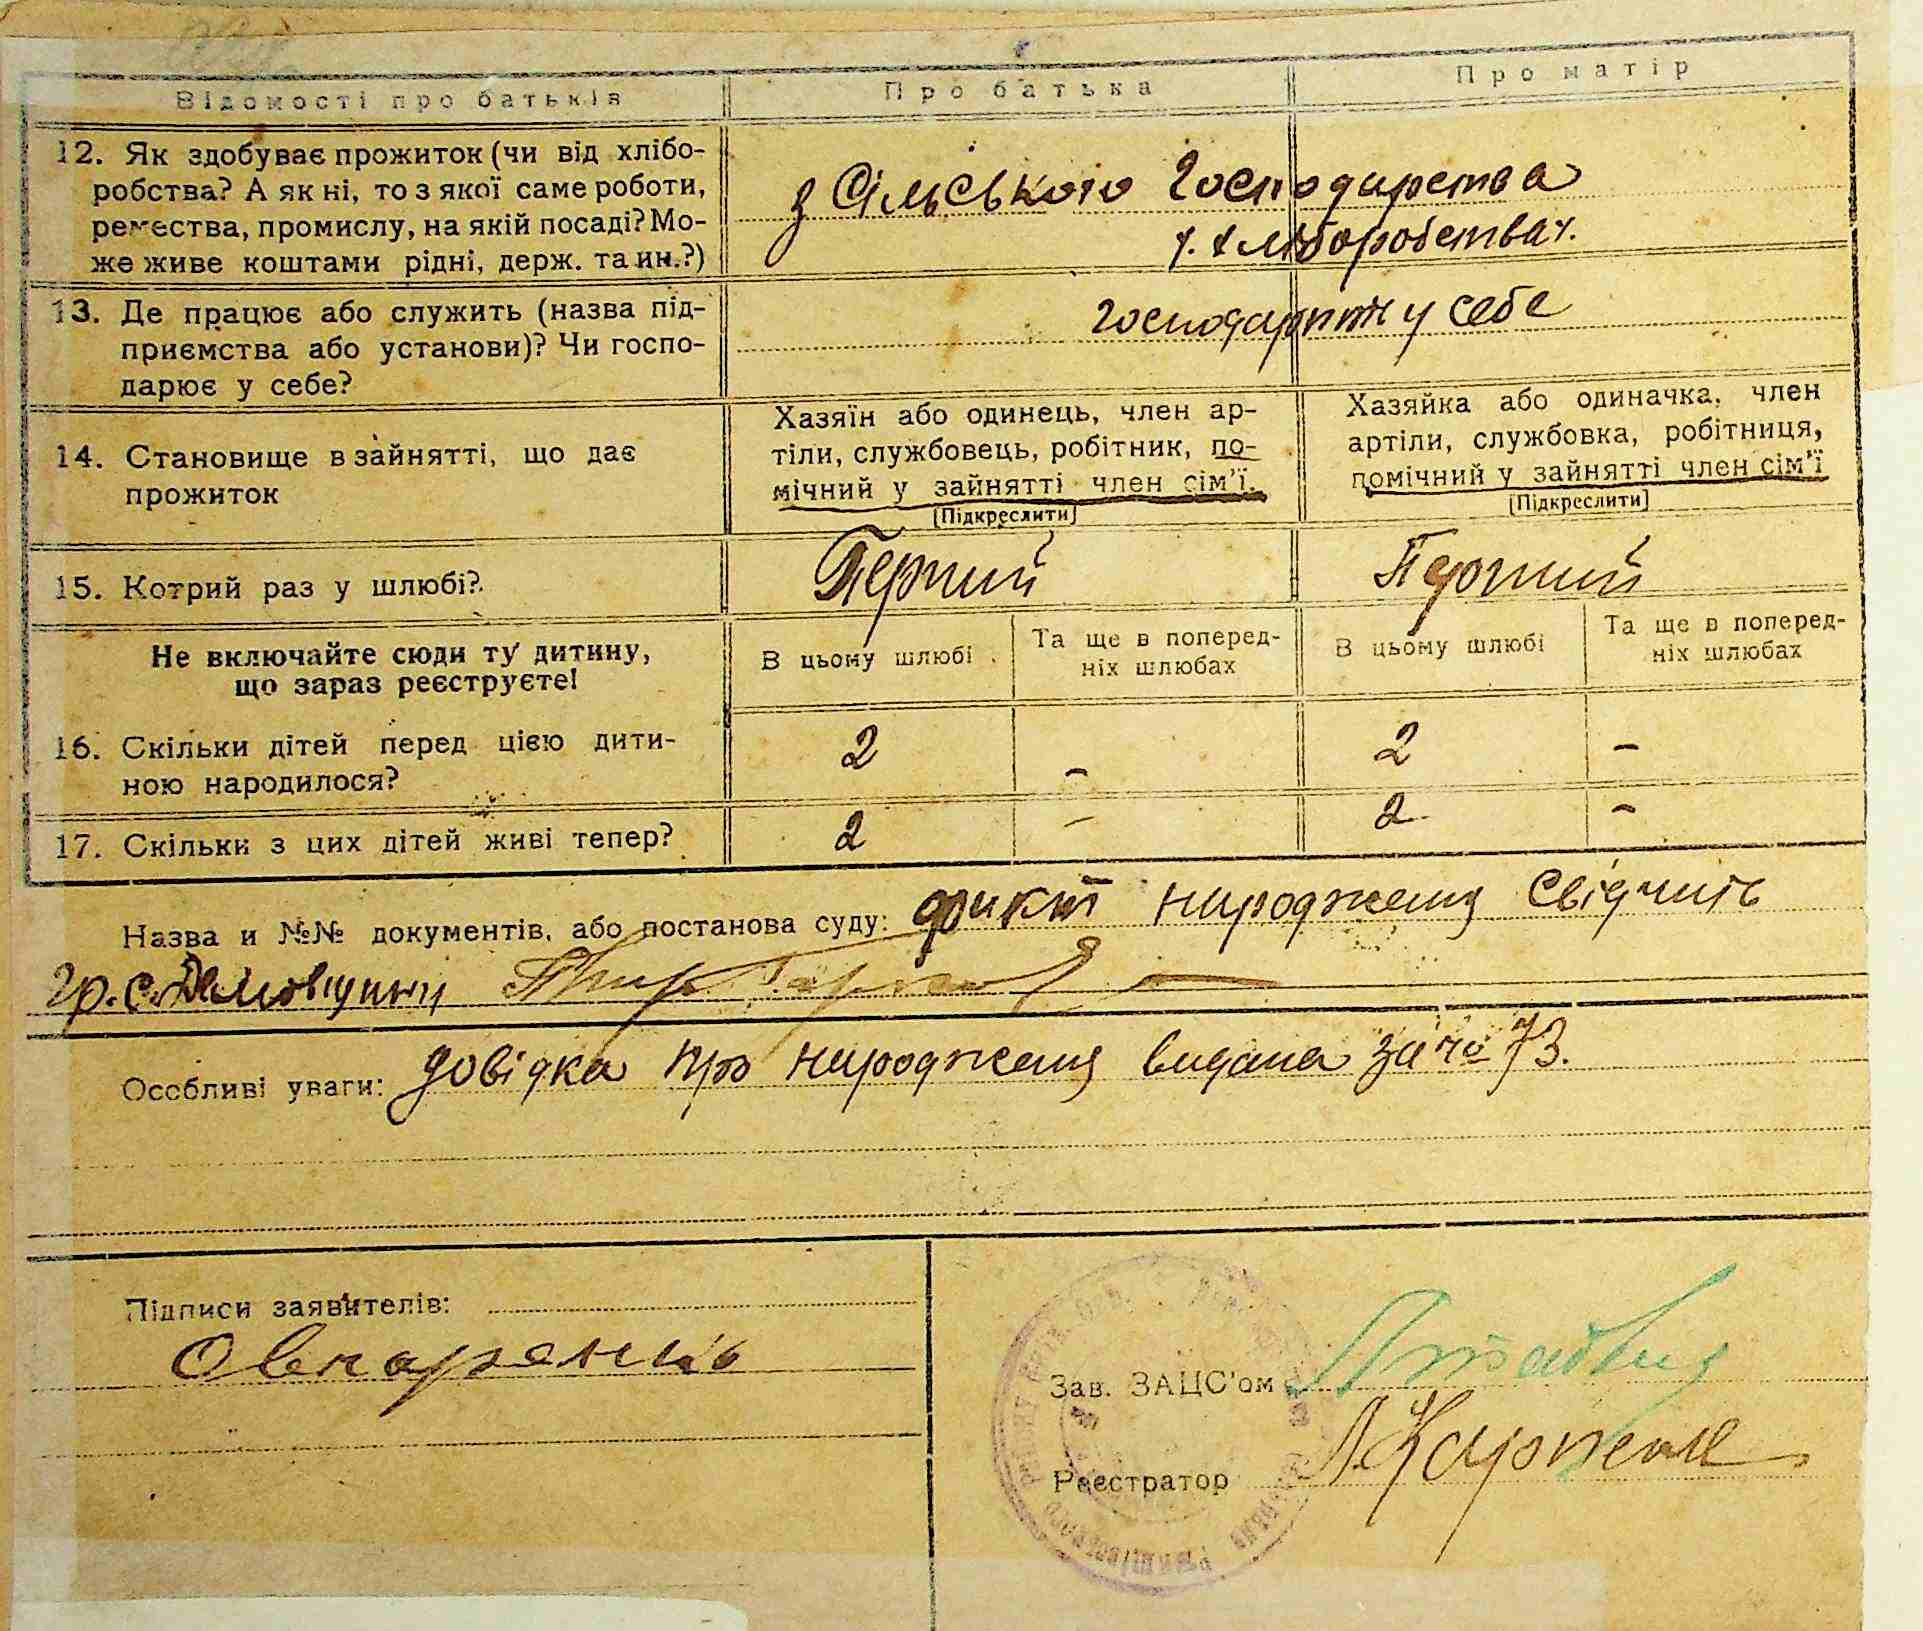 Відомості про батьків
Про батька
Про матір
12. Як здобуває прожиток (чи від хлібо-
робства? А як ні, то з якої саме роботи,
ремества, промислу, на якій посаді? Мо-
же живе коштами рідні, держ. та ин.?)
з Сільського Господарства
т. хліборобства т.
13. Де працює або служить (назва під-
приємства або установи)? Чи госпо-
дарює у себе?
у себе
14. Становище в зайнятті, що дає
прожиток
Хазяїн або одинець, член ар-
тіли, службовець, робітник, по-
мічний у зайнятті член сім'ї.
[Підкреслити]
Хазяйка або одиначка, член
артіли, службовка, робітниця,
помічний у зайнятті член сім'ї
[Підкреслити]
15. Котрий раз у шлюбі?
Перший
Перший
Не включайте сюди ту дитину,
що зараз реєструєте!
В цьому шлюбі
Та ще в поперед-
ніх шлюбах
В цьому шлюбі
Та ще в поперед-
ніх шлюбах
16. Скільки дітей перед цією дити-
ною народилося?
2 - 2 -
17. Скільки з цих дітей живі тепер?
2 - 2 -
Назва и №№ документів, або постанова суду: факт народження свідчить
гр. с.
Особливі уваги: довідка про народження видана за № 73.
Підписи заявителів:
Зав. ЗАЦС'ом
Реєстратор